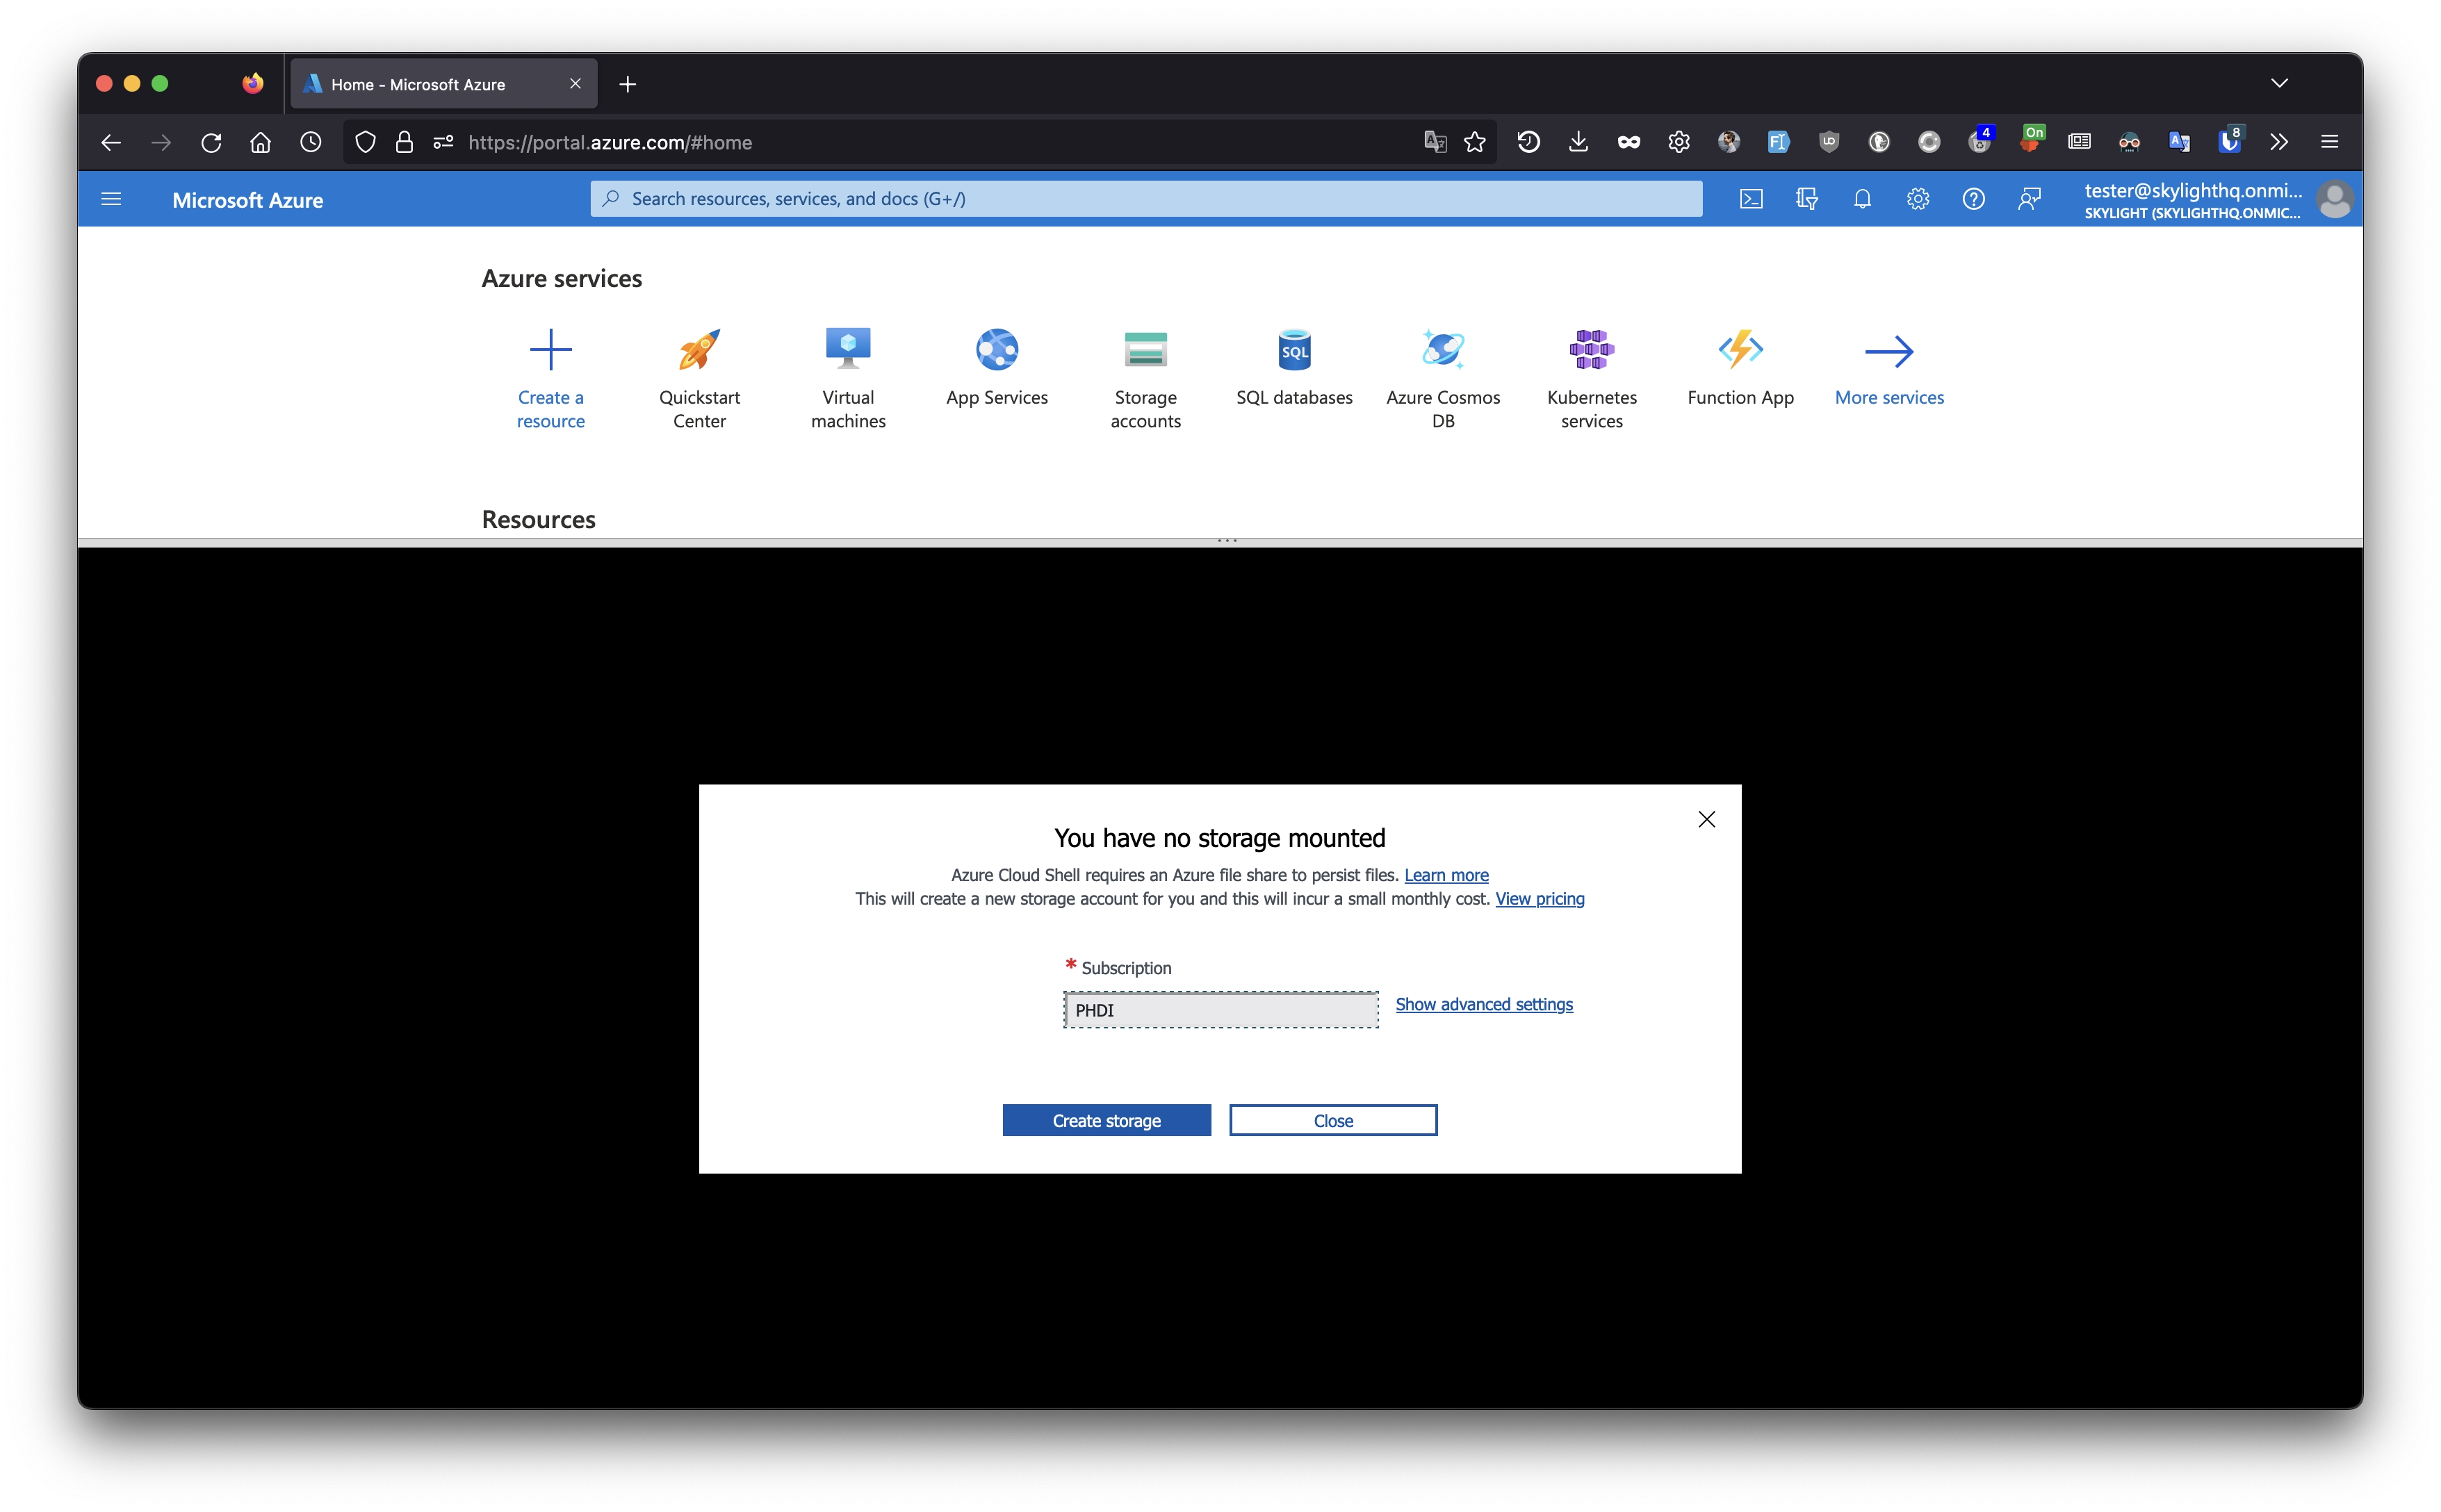 Home - Microsoft Azure
https://portal.azure.com/#home
4
On
8
Microsoft Azure
Search resources, services, and docs (G+/)
tester@skylighthq.onmi...
SKYLIGHT (SKYLIGHTHQ.ONMIC...
Azure services
Create a resource
Quickstart Center
Virtual machines
App Services
Storage accounts
SQL
SQL databases
Azure Cosmos DB
Kubernetes services
Function App
More services
Resources
You have no storage mounted
Azure Cloud Shell requires an Azure file share to persist files. Learn more
This will create a new storage account for you and this will incur a small monthly cost. View pricing
* Subscription
PHDI
Show advanced settings
Create storage
Close